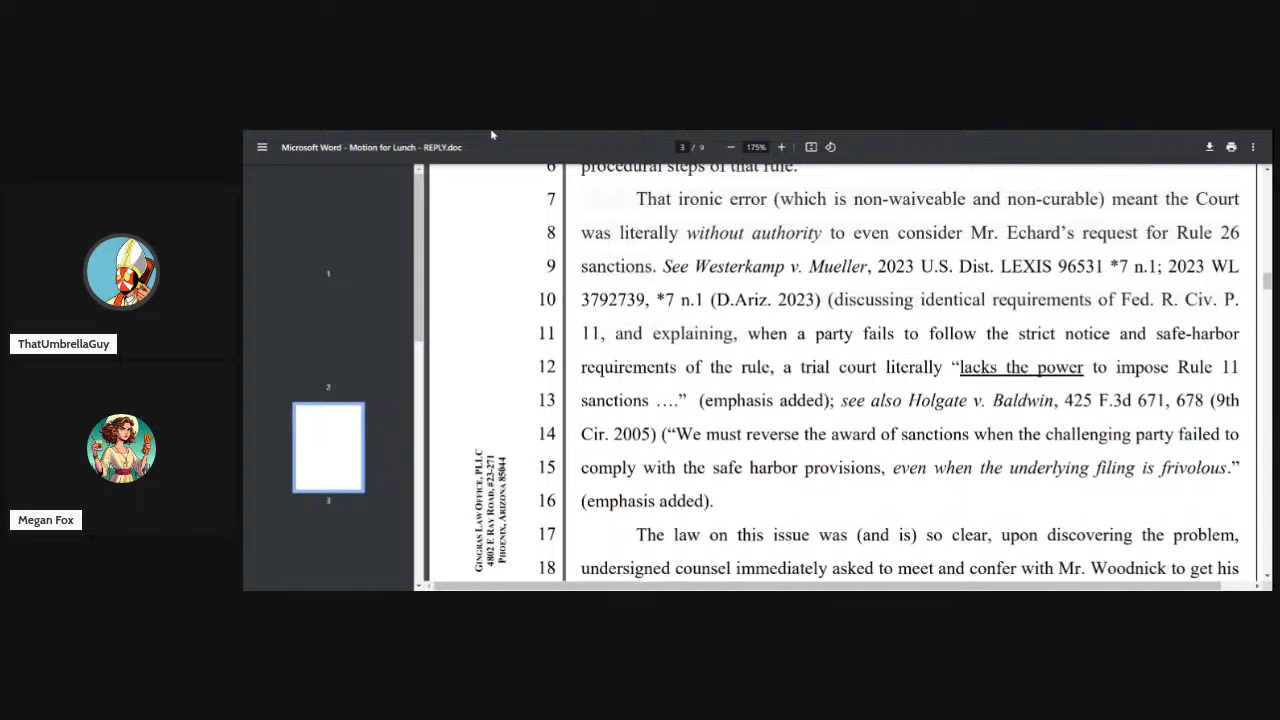 Microsoft Word - Motion for Lunch - REPLY.doc
3 / 9
175%
ThatUmbrellaGuy
Megan Fox
1
2
3
GINGRAS LAW OFFICE, PLLC
4802 E RAY ROAD, #23-271
PHOENIX, ARIZONA 85044
6 procedural steps of that rule.
7 That ironic error (which is non-waiveable and non-curable) meant the Court
8 was literally without authority to even consider Mr. Echard’s request for Rule 26
9 sanctions. See Westerkamp v. Mueller, 2023 U.S. Dist. LEXIS 96531 *7 n.1; 2023 WL
10 3792739, *7 n.1 (D.Ariz. 2023) (discussing identical requirements of Fed. R. Civ. P.
11 11, and explaining, when a party fails to follow the strict notice and safe-harbor
12 requirements of the rule, a trial court literally “lacks the power to impose Rule 11
13 sanctions ….” (emphasis added); see also Holgate v. Baldwin, 425 F.3d 671, 678 (9th
14 Cir. 2005) (“We must reverse the award of sanctions when the challenging party failed to
15 comply with the safe harbor provisions, even when the underlying filing is frivolous.”
16 (emphasis added).
17 The law on this issue was (and is) so clear, upon discovering the problem,
18 undersigned counsel immediately asked to meet and confer with Mr. Woodnick to get his